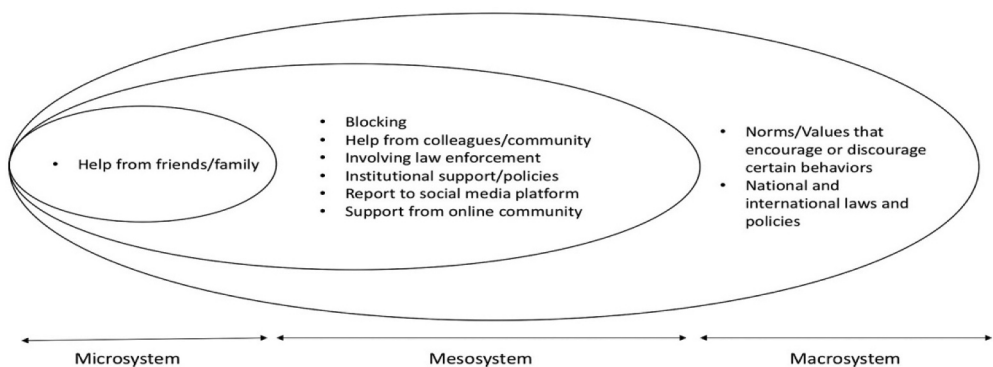 • Help from friends/family
• Blocking
• Help from colleagues/community
• Involving law enforcement
• Institutional support/policies
• Report to social media platform
• Support from online community
• Norms/Values that
encourage or discourage
certain behaviors
• National and
international laws and
policies
Microsystem
Mesosystem
Macrosystem